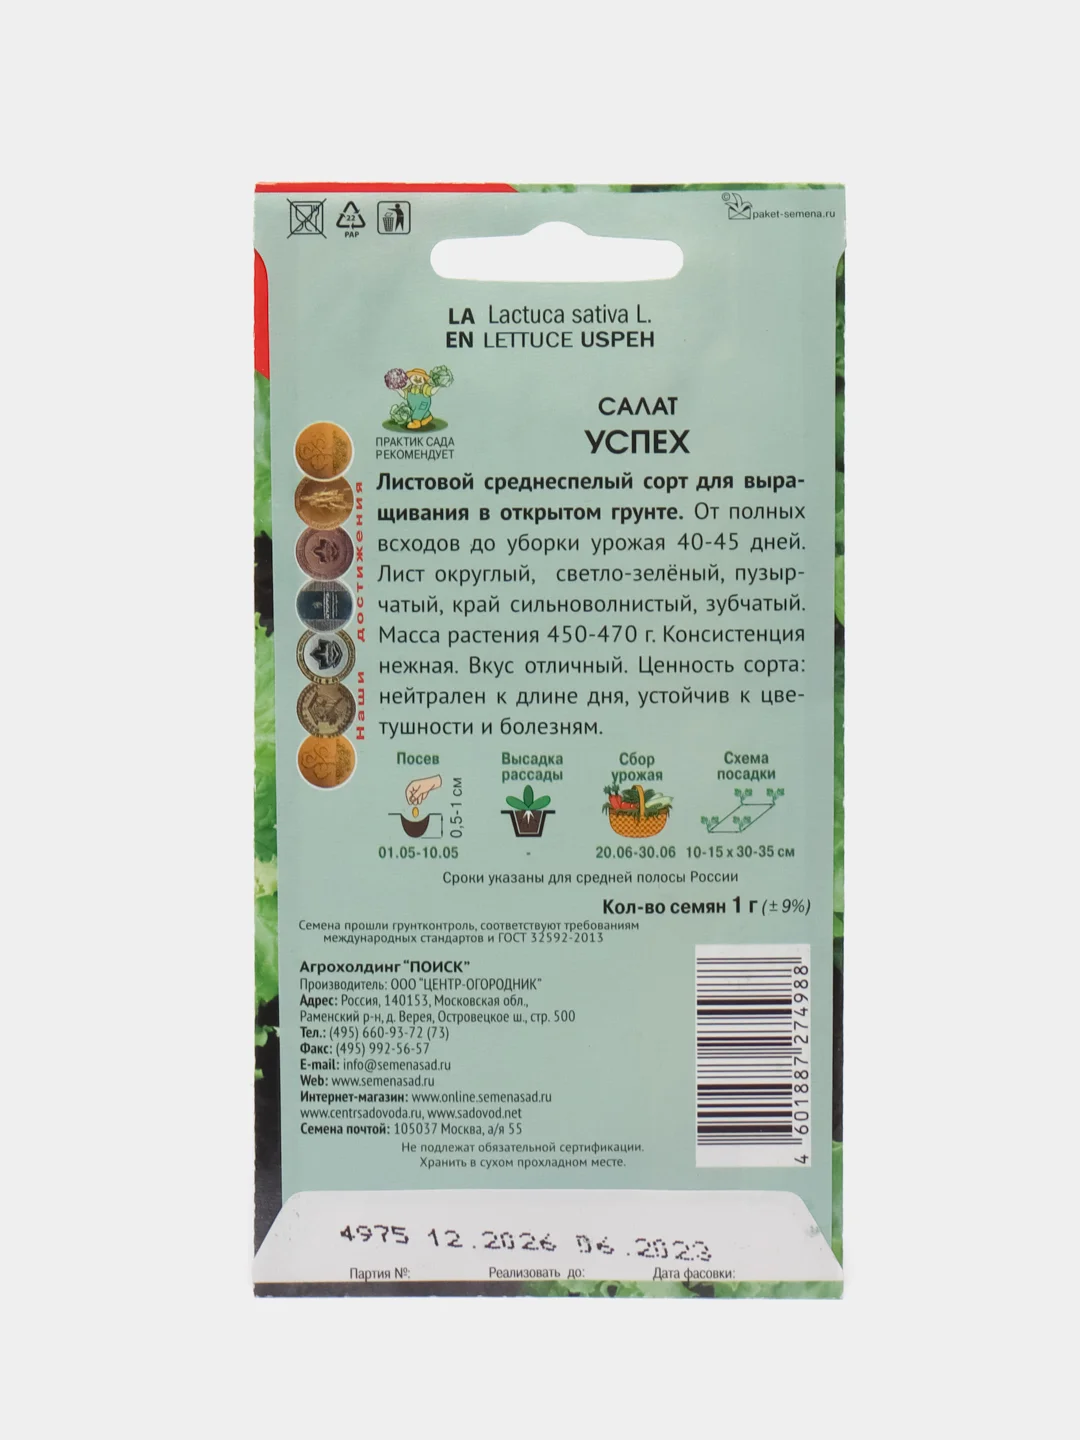 paket-semena.ru
22
PAP
LA Lactuca sativa L.
EN LETTUCE USPEH
САЛАТ
УСПЕХ
ПРАКТИК САДА
РЕКОМЕНДУЕТ
Наши достижения
Листовой среднеспелый сорт для выра-
щивания в открытом грунте. От полных
всходов до уборки урожая 40-45 дней.
Лист округлый, светло-зелёный, пузыр-
чатый, край сильноволнистый, зубчатый.
Масса растения 450-470 г. Консистенция
нежная. Вкус отличный. Ценность сорта:
нейтрален к длине дня, устойчив к цве-
тушности и болезням.
Посев
0,5-1 см
01.05-10.05
Высадка
рассады
-
Сбор
урожая
20.06-30.06
Схема
посадки
10-15 х 30-35 см
Сроки указаны для средней полосы России
Кол-во семян 1 г (± 9%)
Семена прошли грунтконтроль, соответствуют требованиям
международных стандартов и ГОСТ 32592-2013
Агрохолдинг "ПОИСК"
Производитель: ООО "ЦЕНТР-ОГОРОДНИК"
Адрес: Россия, 140153, Московская обл.,
Раменский р-н, д. Верея, Островецкое ш., стр. 500
Тел.: (495) 660-93-72 (73)
Факс: (495) 992-56-57
E-mail: info@semenasad.ru
Web: www.semenasad.ru
Интернет-магазин: www.online.semenasad.ru
www.centrsadovoda.ru, www.sadovod.net
Семена почтой: 105037 Москва, а/я 55
Не подлежат обязательной сертификации.
Хранить в сухом прохладном месте.
4 601887 274988
4975 12.2026 06.2023
Партия №: Реализовать до: Дата фасовки: